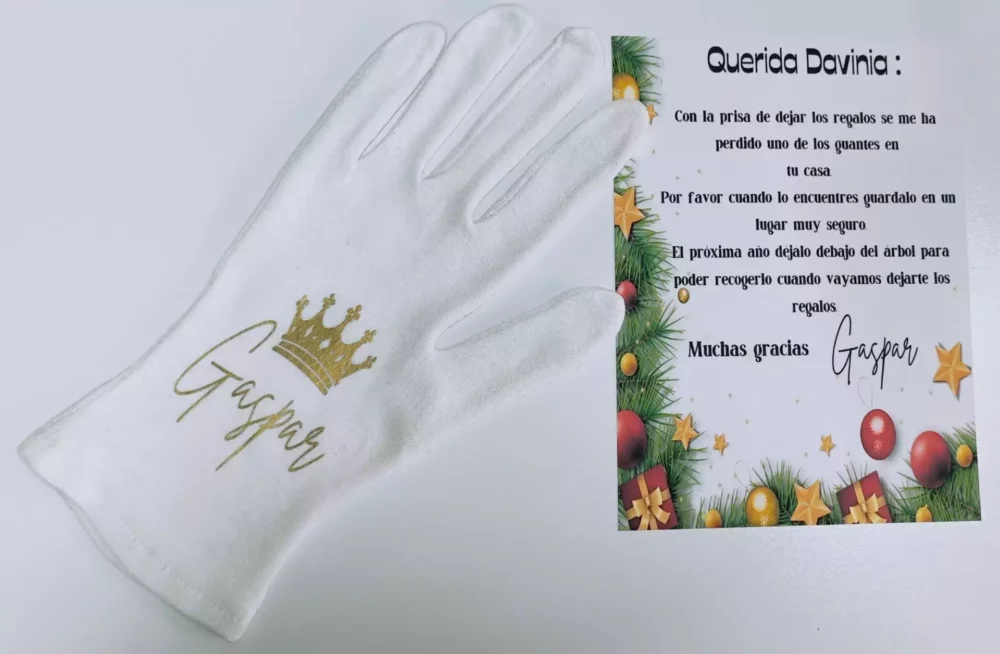 Gaspar
Querida Davinia :
Con la prisa de dejar los regalos se me ha
perdido uno de los guantes en
tu casa.
Por favor cuando lo encuentres guardalo en un
lugar muy seguro.
El próxima año déjalo debajo del árbol para
poder recogerlo cuando vayamos dejarte los
regalos.
Muchas gracias Gaspar